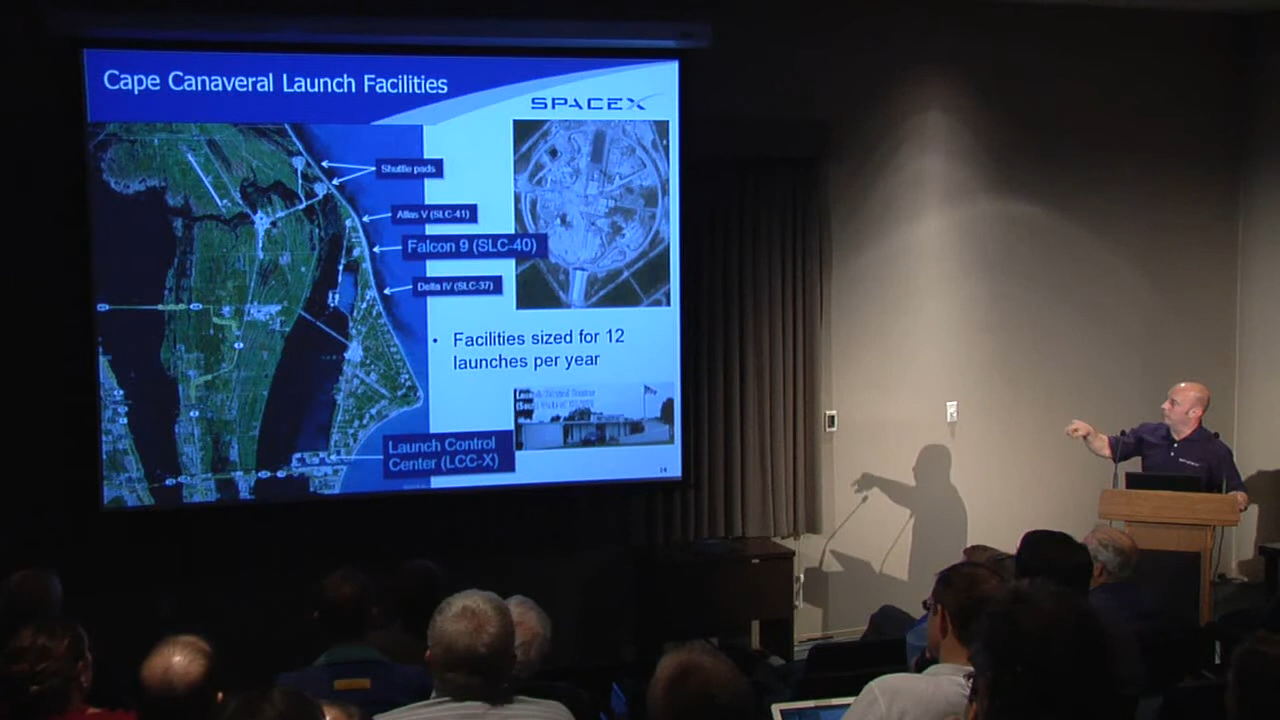 Cape Canaveral Launch Facilities
SPACEX
Shuttle pads
Atlas V (SLC-41)
Falcon 9 (SLC-40)
Delta IV (SLC-37)
• Facilities sized for 12
launches per year
Launch Control
Center (LCC-X)
14